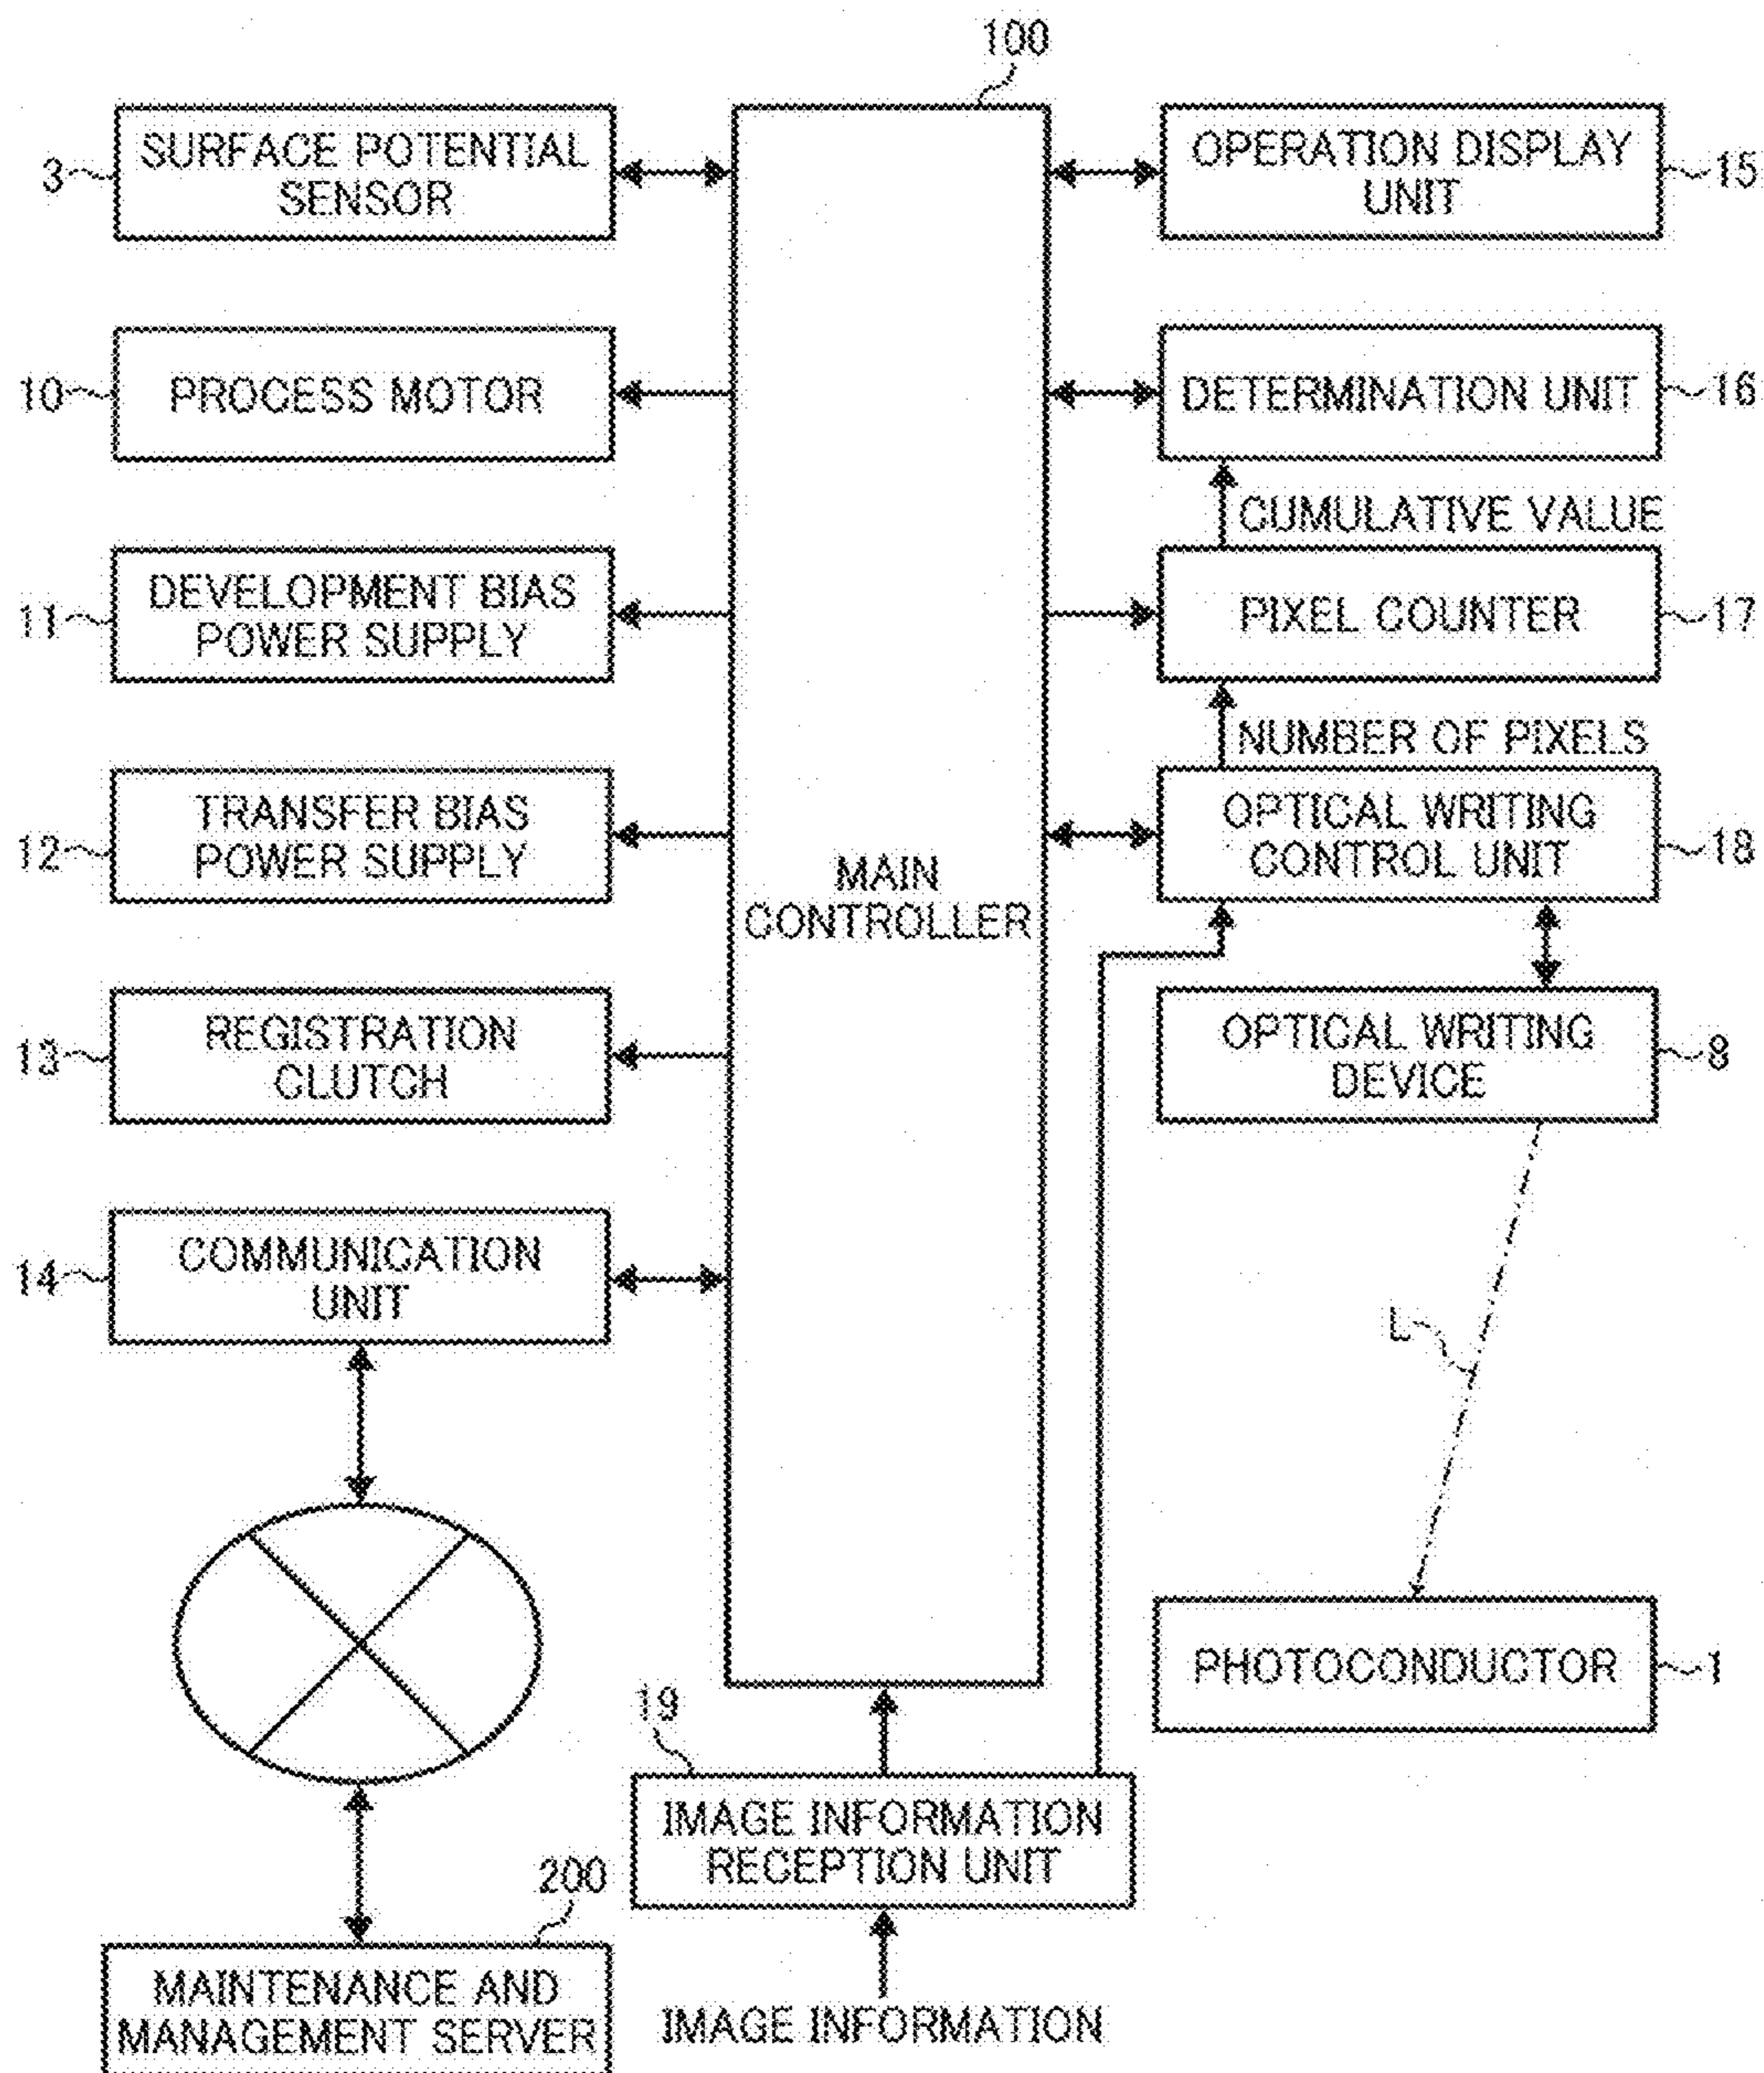 100
3
SURFACE POTENTIAL
SENSOR
OPERATION DISPLAY
UNIT
15
10
PROCESS MOTOR
DETERMINATION UNIT
16
CUMULATIVE VALUE
11
DEVELOPMENT BIAS
POWER SUPPLY
PIXEL COUNTER
17
NUMBER OF PIXELS
12
TRANSFER BIAS
POWER SUPPLY
OPTICAL WRITING
CONTROL UNIT
18
MAIN
CONTROLLER
13
REGISTRATION
CLUTCH
OPTICAL WRITING
DEVICE
8
14
COMMUNICATION
UNIT
L
PHOTOCONDUCTOR
1
19
IMAGE INFORMATION
RECEPTION UNIT
200
MAINTENANCE AND
MANAGEMENT SERVER
IMAGE INFORMATION